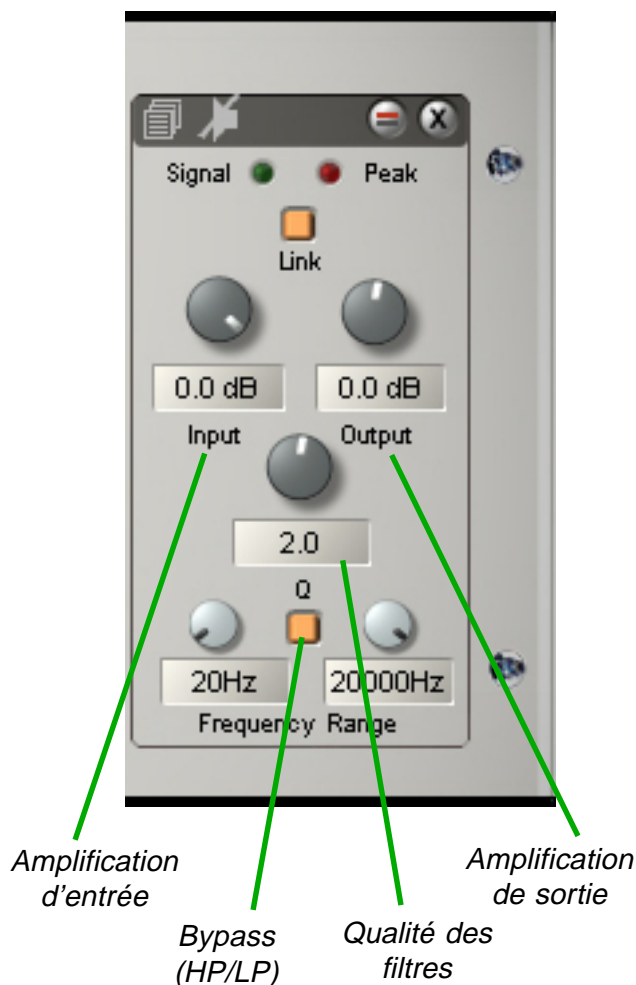 Signal Peak
Link
0.0 dB 0.0 dB
Input Output
2.0
Q
20Hz 20000Hz
Frequency Range
Amplification
d'entrée
Amplification
de sortie
Bypass
(HP/LP)
Qualité des
filtres